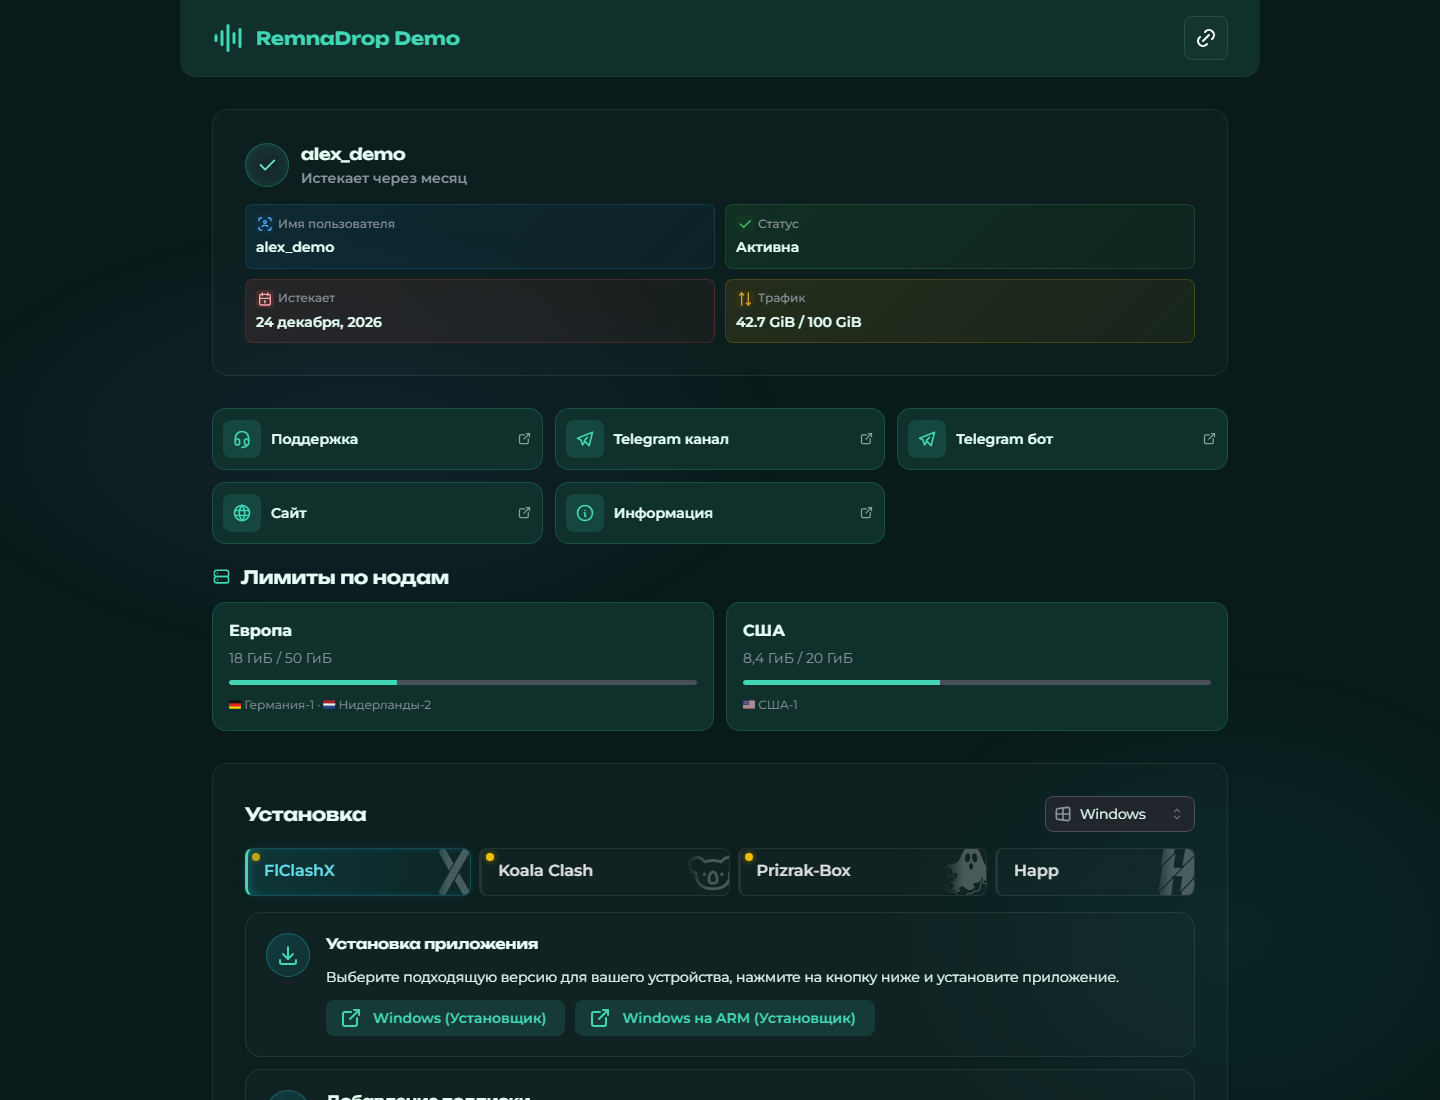 RemnaDrop Demo
alex_demo
Истекает через месяц
Имя пользователя
alex_demo
Статус
Активна
Истекает
24 декабря, 2026
Трафик
42.7 GiB / 100 GiB
Поддержка
Telegram канал
Telegram бот
Сайт
Информация
Лимиты по нодам
Европа
18 ГиБ / 50 ГиБ
Германия-1 · Нидерланды-2
США
8,4 ГиБ / 20 ГиБ
США-1
Установка
Windows
FlClashX
Koala Clash
Prizrak-Box
Happ
Установка приложения
Выберите подходящую версию для вашего устройства, нажмите на кнопку ниже и установите приложение.
Windows (Установщик)
Windows на ARM (Установщик)
Добавление подписки